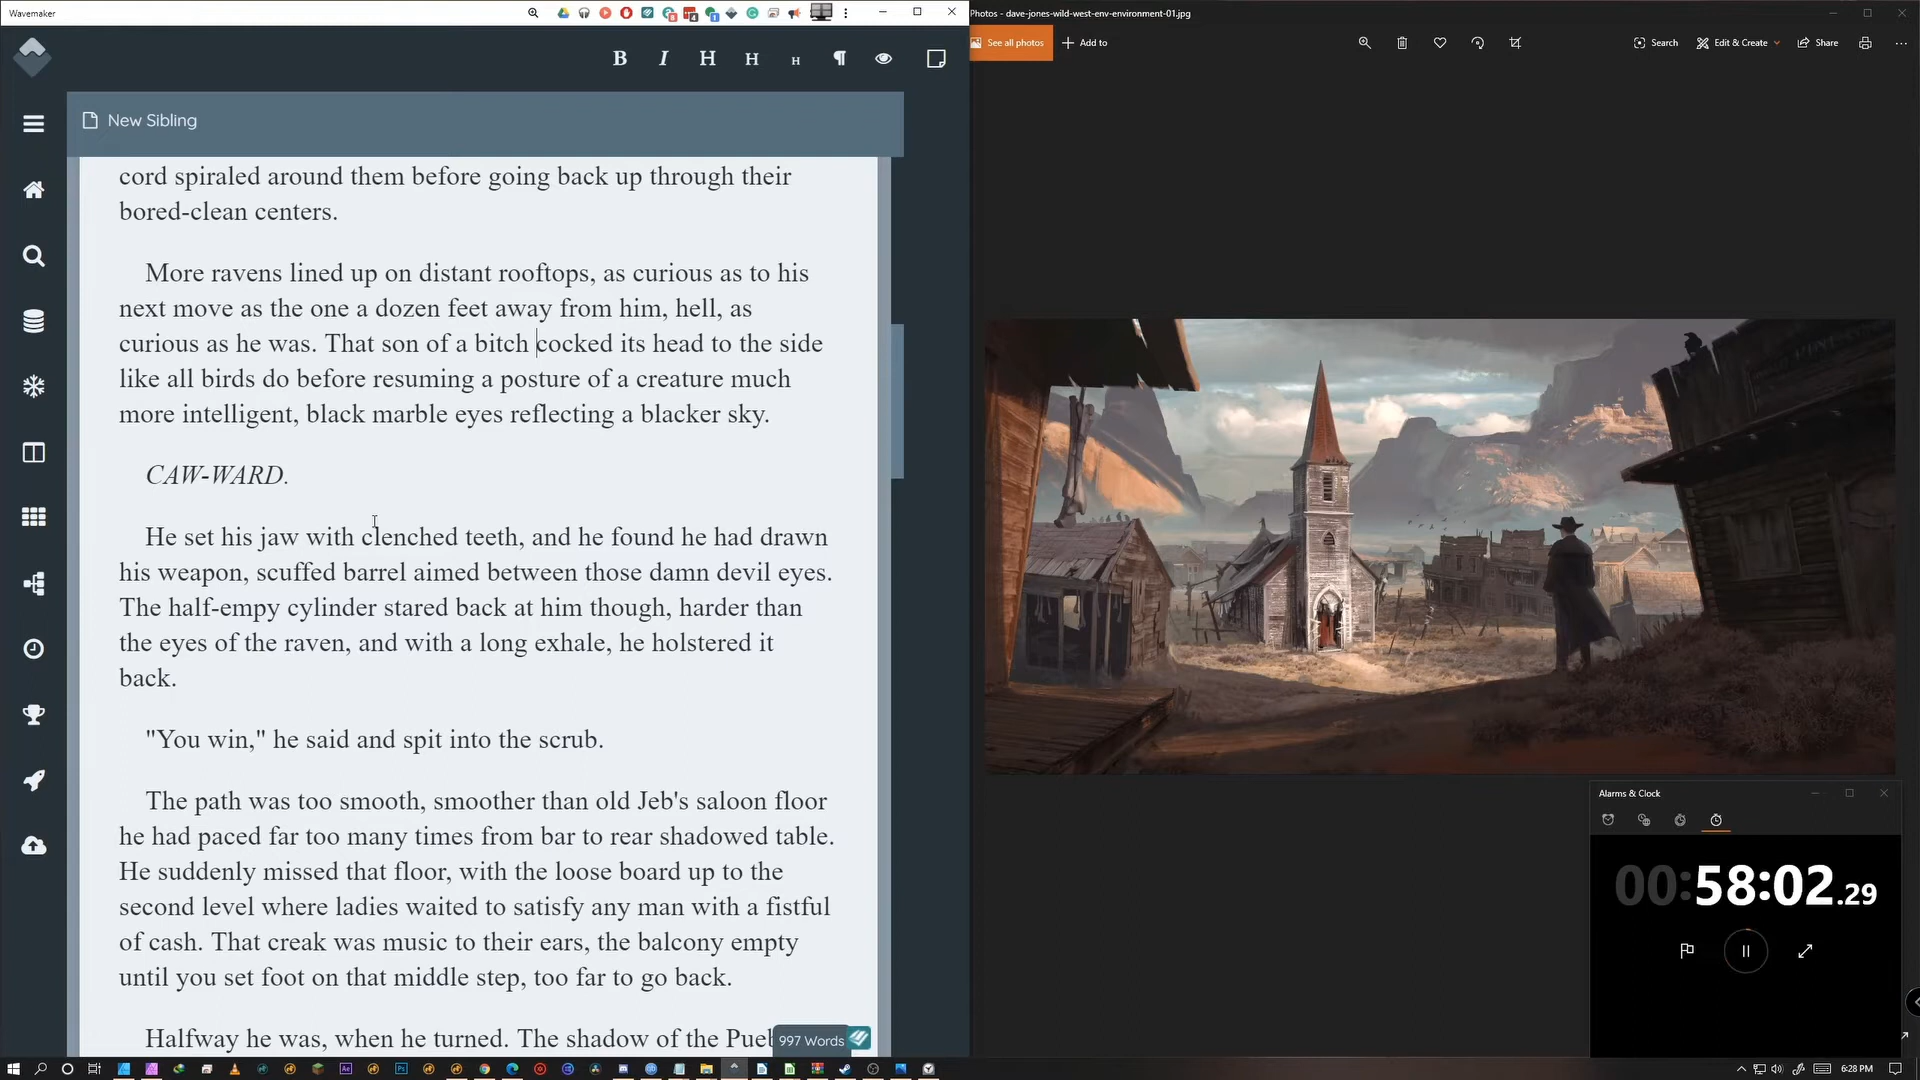 Wavemaker
Photos - dave-jones-wild-west-env-environment-01.jpg
See all photos
Add to
Search
Edit & Create
Share
B I H H H ¶
New Sibling
cord spiraled around them before going back up through their
bored-clean centers.
More ravens lined up on distant rooftops, as curious as to his
next move as the one a dozen feet away from him, hell, as
curious as he was. That son of a bitch cocked its head to the side
like all birds do before resuming a posture of a creature much
more intelligent, black marble eyes reflecting a blacker sky.
CAW-WARD.
He set his jaw with clenched teeth, and he found he had drawn
his weapon, scuffed barrel aimed between those damn devil eyes.
The half-empy cylinder stared back at him though, harder than
the eyes of the raven, and with a long exhale, he holstered it
back.
"You win," he said and spit into the scrub.
The path was too smooth, smoother than old Jeb's saloon floor
he had paced far too many times from bar to rear shadowed table.
He suddenly missed that floor, with the loose board up to the
second level where ladies waited to satisfy any man with a fistful
of cash. That creak was music to their ears, the balcony empty
until you set foot on that middle step, too far to go back.
Halfway he was, when he turned. The shadow of the Pueb
997 Words
Alarms & Clock
00:58:02.29
6:28 PM